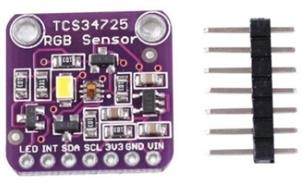 TCS34725
RGB Sensor
LED INT SDA SCL 3V3 GND VIN